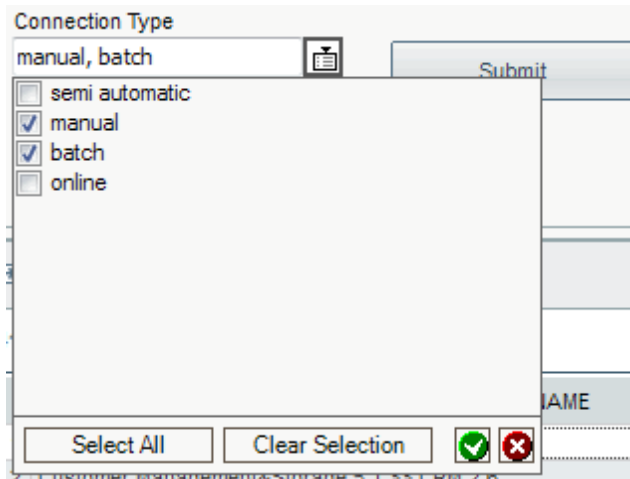 Connection Type
manual, batch
Submit
semi automatic
manual
batch
online
NAME
Select All
Clear Selection